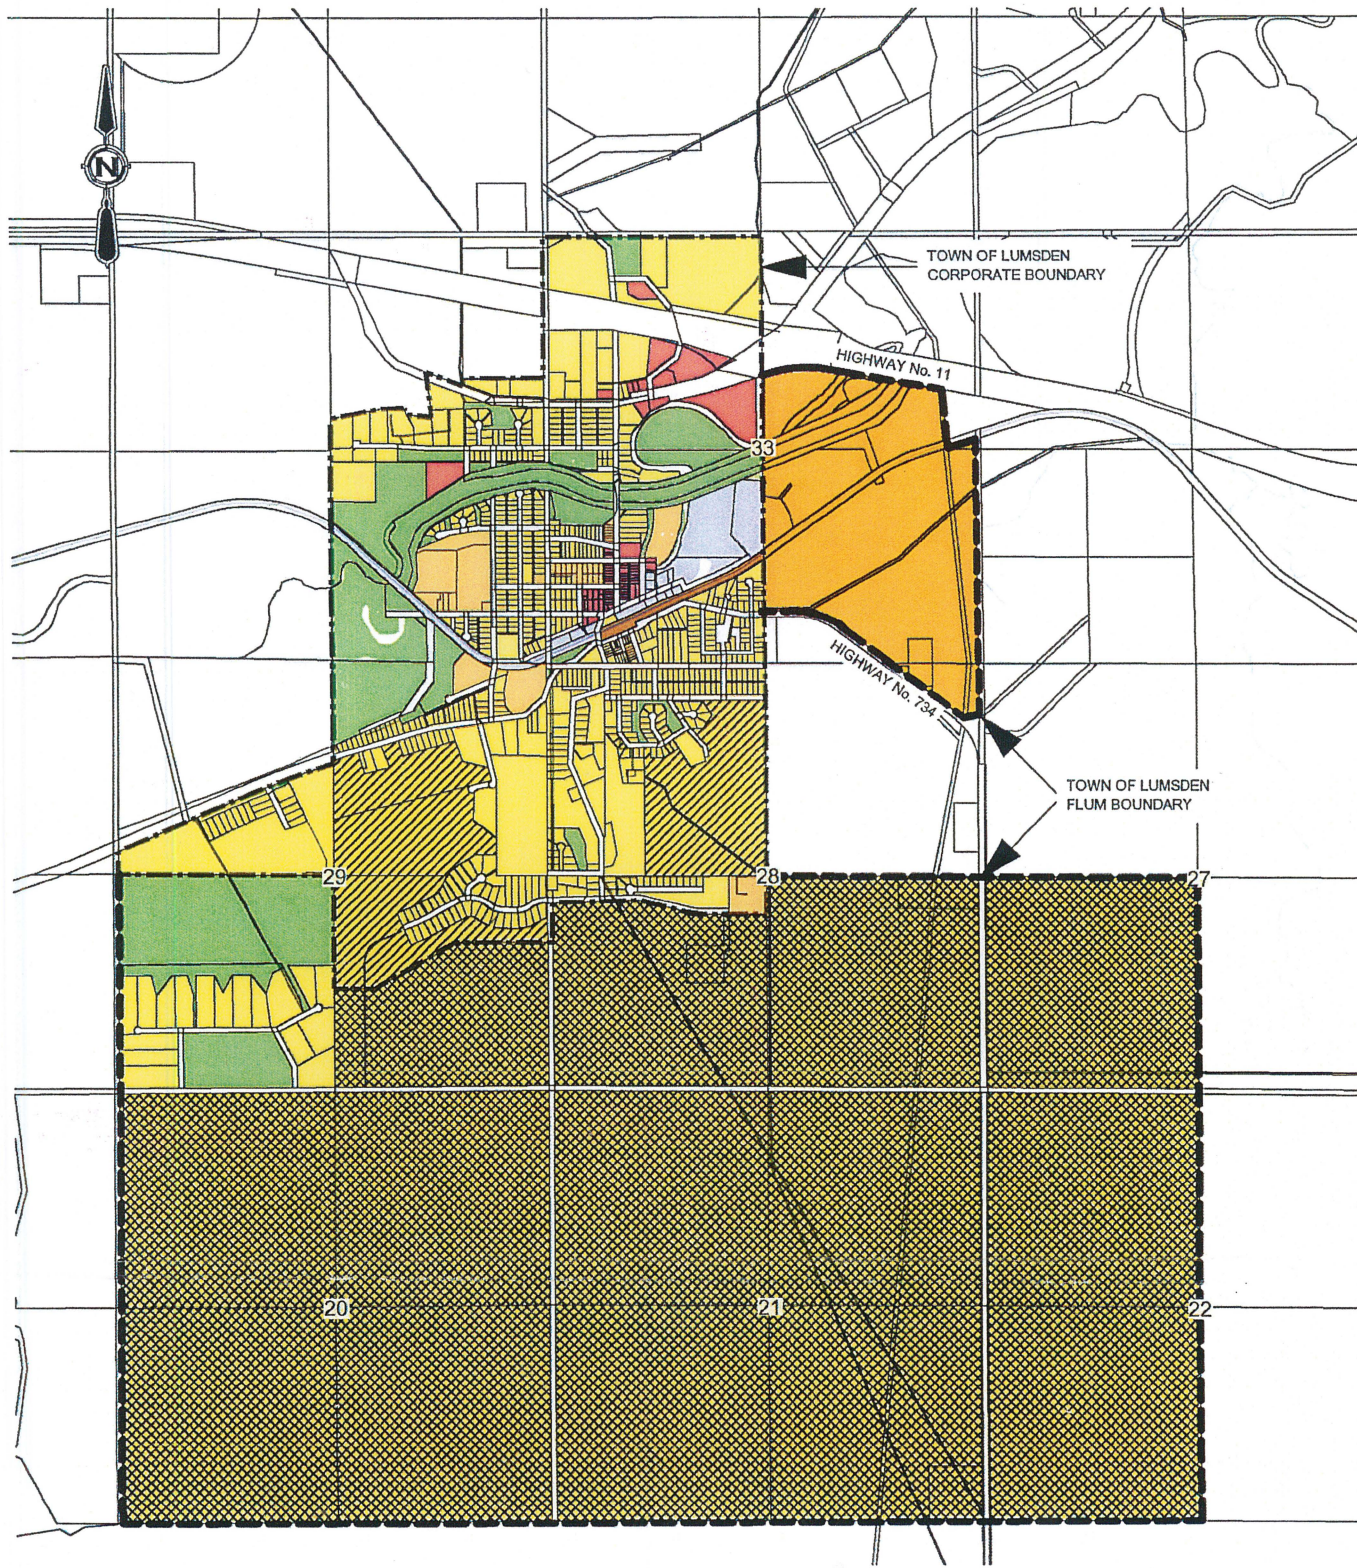 N
TOWN OF LUMSDEN
CORPORATE BOUNDARY
HIGHWAY No. 11
33
HIGHWAY No. 734
TOWN OF LUMSDEN
FLUM BOUNDARY
29
28
27
20
21
22